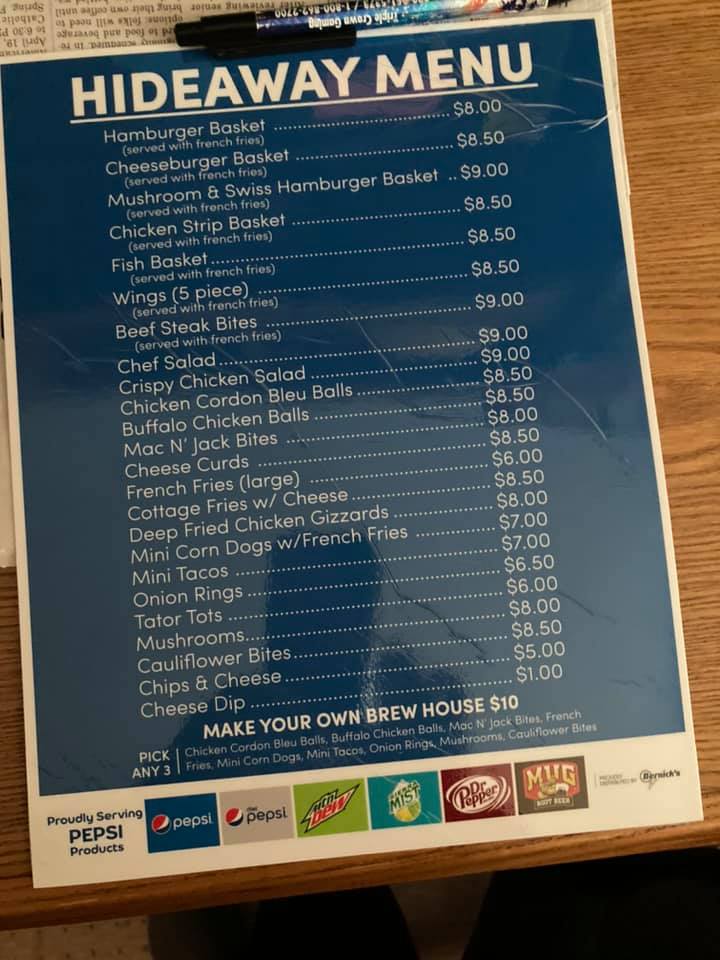 Triple Crown Gaming
HIDEAWAY MENU
Hamburger Basket ........ $8.00
(served with french fries)
Cheeseburger Basket ........ $8.50
(served with french fries)
Mushroom & Swiss Hamburger Basket .. $9.00
(served with french fries)
Chicken Strip Basket ........ $8.50
(served with french fries)
Fish Basket ........ $8.50
(served with french fries)
Wings (5 piece) ........ $8.50
(served with french fries)
Beef Steak Bites ........ $9.00
(served with french fries)
Chef Salad ........ $9.00
Crispy Chicken Salad ........ $9.00
Chicken Cordon Bleu Balls ........ $8.50
Buffalo Chicken Balls ........ $8.50
Mac N' Jack Bites ........ $8.00
Cheese Curds ........ $8.50
French Fries (large) ........ $6.00
Cottage Fries w/ Cheese ........ $8.50
Deep Fried Chicken Gizzards ........ $8.00
Mini Corn Dogs w/French Fries ........ $7.00
Mini Tacos ........ $7.00
Onion Rings ........ $6.50
Tator Tots ........ $6.00
Mushrooms ........ $8.00
Cauliflower Bites ........ $8.50
Chips & Cheese ........ $5.00
Cheese Dip ........ $1.00
MAKE YOUR OWN BREW HOUSE $10
PICK ANY 3
Chicken Cordon Bleu Balls, Buffalo Chicken Balls, Mac N' Jack Bites, French
Fries, Mini Corn Dogs, Mini Tacos, Onion Rings, Mushrooms, Cauliflower Bites
Proudly Serving
PEPSI
Products
pepsi
diet pepsi
mtn dew
SIERRA MIST
Dr Pepper
MUG ROOT BEER
PROUDLY DISTRIBUTED BY
Bernick's